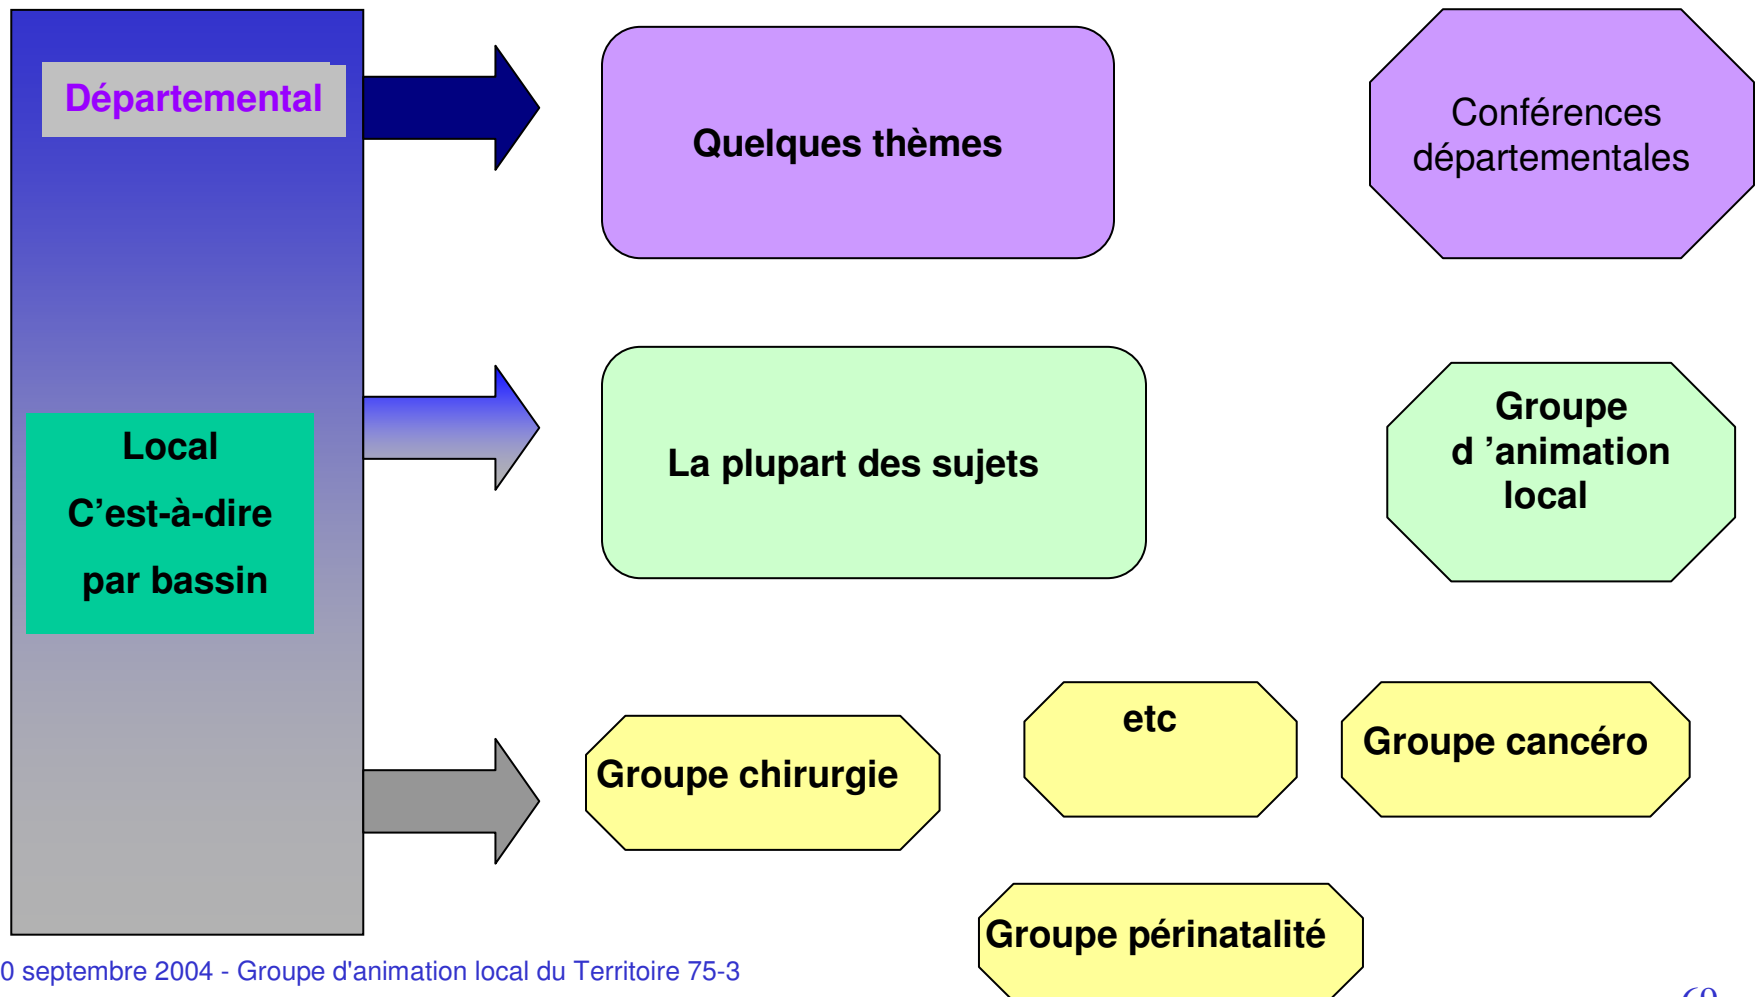 Départemental
Quelques thèmes
Conférences
départementales
Local
C'est-à-dire
par bassin
La plupart des sujets
Groupe
d 'animation
local
Groupe chirurgie
etc
Groupe cancéro
Groupe périnatalité
0 septembre 2004 - Groupe d'animation local du Territoire 75-3